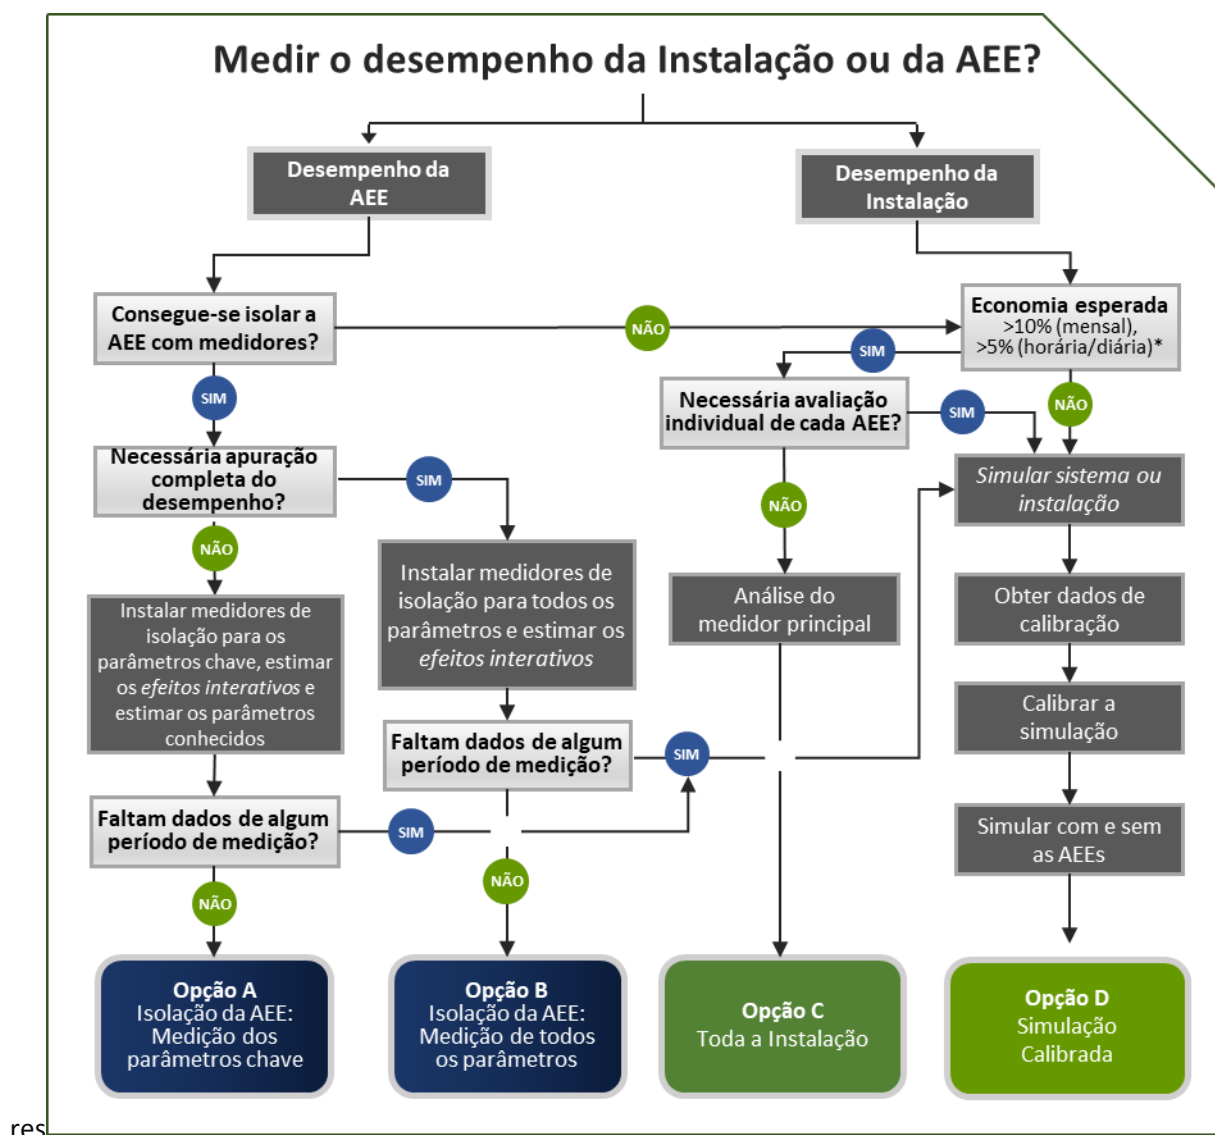 Medir o desempenho da Instalação ou da AEE?
Desempenho da
AEE
Desempenho da
Instalação
Consegue-se isolar a
AEE com medidores?
NÃO
Economia esperada
>10% (mensal),
>5% (horária/diária)*
SIM
SIM
Necessária avaliação
individual de cada AEE?
SIM
NÃO
Necessária apuração
completa do
desempenho?
SIM
NÃO
Simular sistema ou
instalação
NÃO
Instalar medidores de
isolação para todos os
parâmetros e estimar os
efeitos interativos
Instalar medidores de
isolação para os
parâmetros chave, estimar
os efeitos interativos e
estimar os parâmetros
conhecidos
Análise do
medidor principal
Obter dados de
calibração
Calibrar a
simulação
Faltam dados de algum
período de medição?
SIM
Faltam dados de algum
período de medição?
SIM
Simular com e sem
as AEEs
NÃO
NÃO
Opção A
Isolação da AEE:
Medição dos
parâmetros chave
Opção B
Isolação da AEE:
Medição de todos
os parâmetros
Opção C
Toda a Instalação
Opção D
Simulação
Calibrada
res